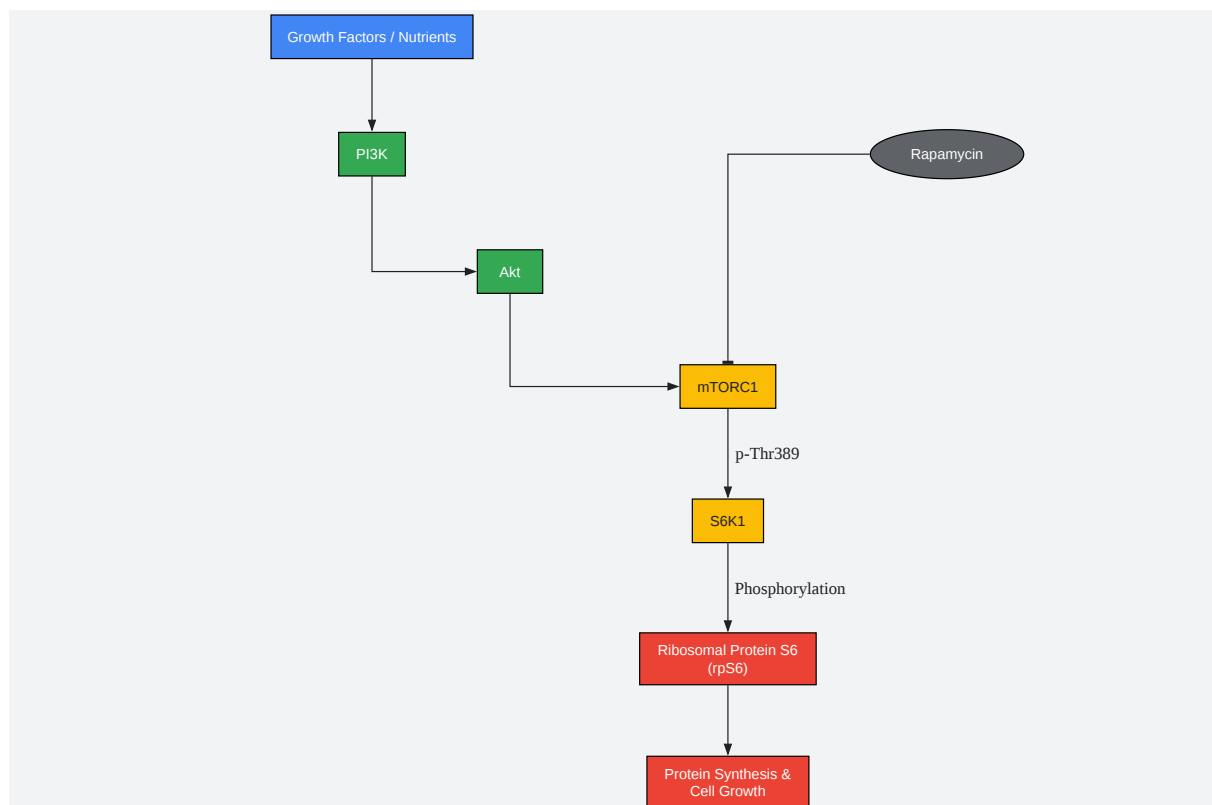 Growth Factors / Nutrients
PI3K
Rapamycin
Akt
mTORC1
p-Thr389
S6K1
Phosphorylation
Ribosomal Protein S6
(rpS6)
Protein Synthesis &
Cell Growth